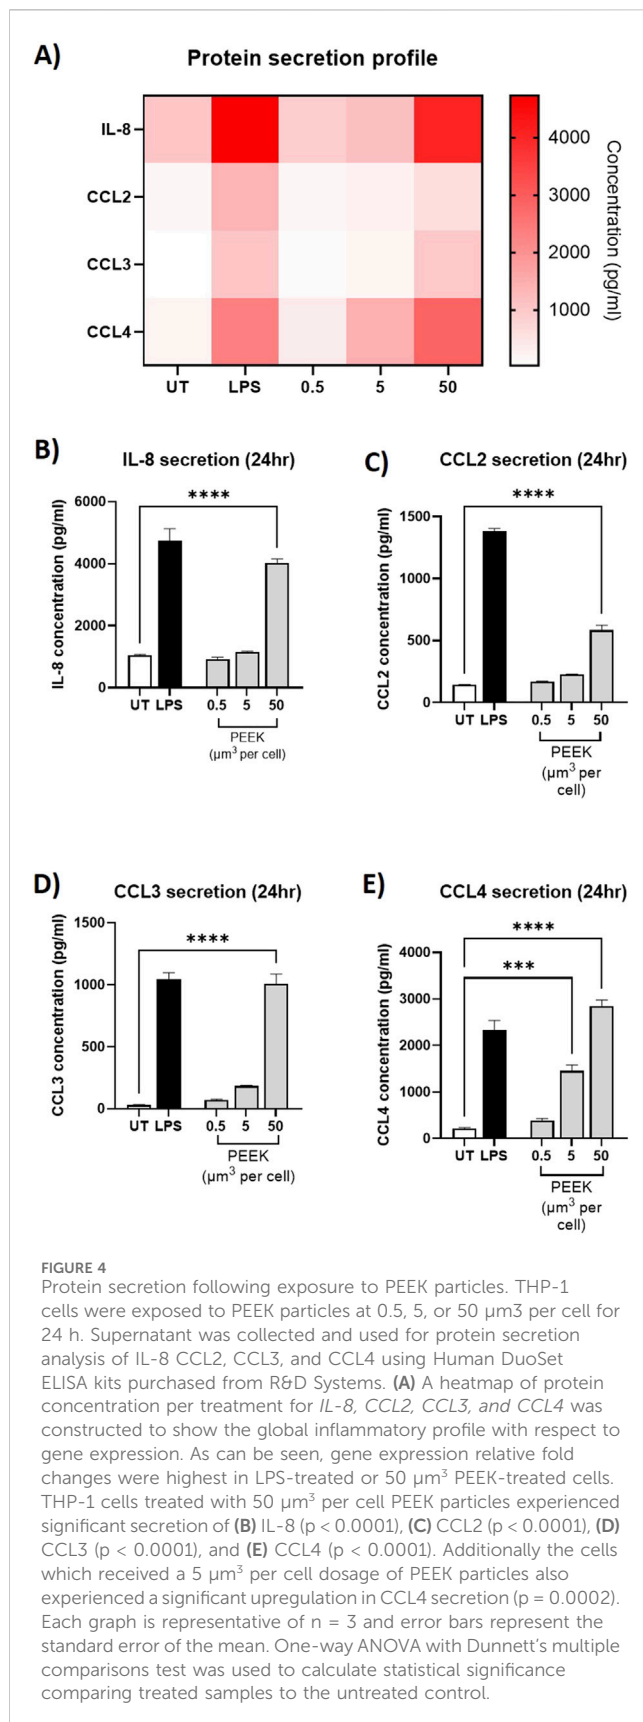 A)
Protein secretion profile
IL-8
CCL2
CCL3
CCL4
UT LPS 0.5 5 50
4000
3000
2000
1000
Concentration (pg/ml)
B)
IL-8 secretion (24hr)
IL-8 concentration (pg/ml)
6000
4000
2000
0
****
UT LPS 0.5 5 50
PEEK
(µm³ per cell)
C)
CCL2 secretion (24hr)
CCL2 concentration (pg/ml)
1500
1000
500
0
****
UT LPS 0.5 5 50
PEEK
(µm³ per
cell)
D)
CCL3 secretion (24hr)
CCL3 concentration (pg/ml)
1500
1000
500
0
****
UT LPS 0.5 5 50
PEEK
(µm³ per cell)
E)
CCL4 secretion (24hr)
CCL4 concentration (pg/ml)
4000
3000
2000
1000
0
****
***
UT LPS 0.5 5 50
PEEK
(µm³ per
cell)
FIGURE 4
Protein secretion following exposure to PEEK particles. THP-1
cells were exposed to PEEK particles at 0.5, 5, or 50 µm3 per cell for
24 h. Supernatant was collected and used for protein secretion
analysis of IL-8 CCL2, CCL3, and CCL4 using Human DuoSet
ELISA kits purchased from R&D Systems. (A) A heatmap of protein
concentration per treatment for IL-8, CCL2, CCL3, and CCL4 was
constructed to show the global inflammatory profile with respect to
gene expression. As can be seen, gene expression relative fold
changes were highest in LPS-treated or 50 µm³ PEEK-treated cells.
THP-1 cells treated with 50 µm³ per cell PEEK particles experienced
significant secretion of (B) IL-8 (p < 0.0001), (C) CCL2 (p < 0.0001), (D)
CCL3 (p < 0.0001), and (E) CCL4 (p < 0.0001). Additionally the cells
which received a 5 µm³ per cell dosage of PEEK particles also
experienced a significant upregulation in CCL4 secretion (p = 0.0002).
Each graph is representative of n = 3 and error bars represent the
standard error of the mean. One-way ANOVA with Dunnett's multiple
comparisons test was used to calculate statistical significance
comparing treated samples to the untreated control.